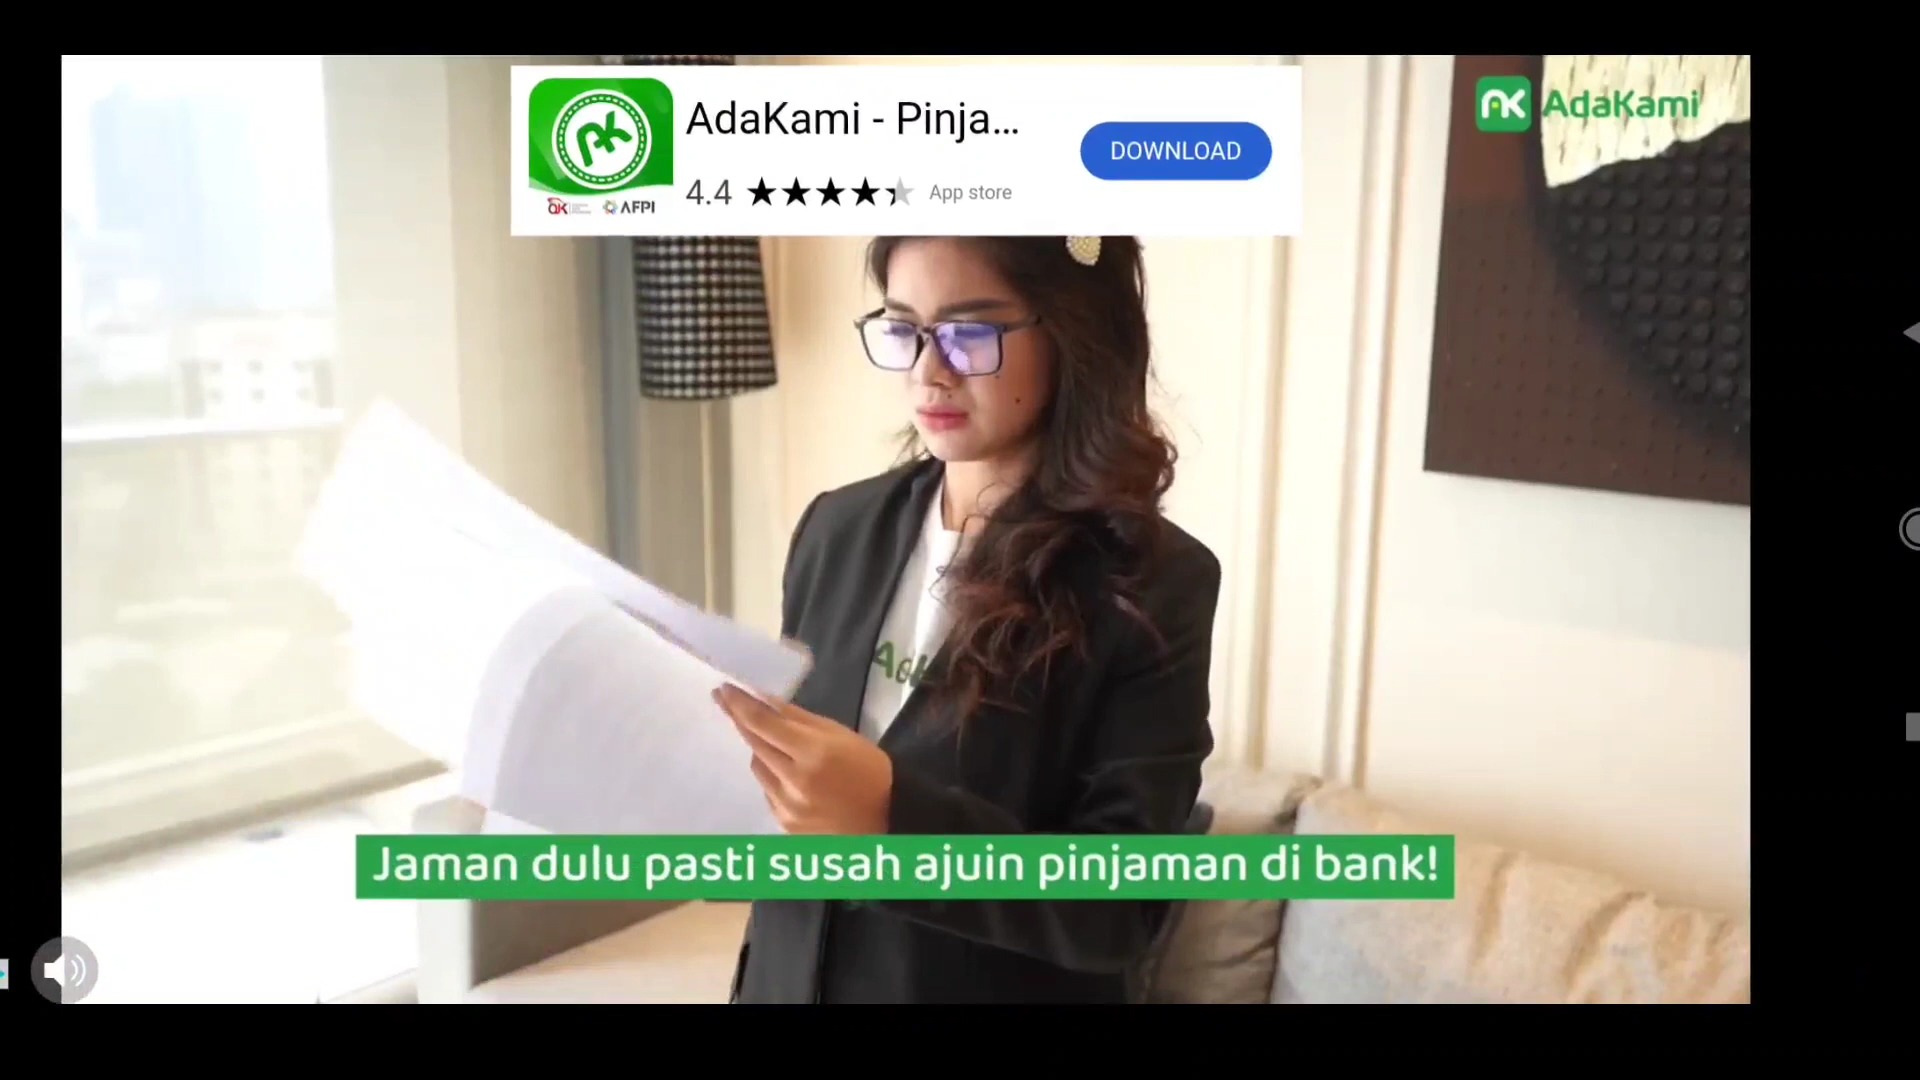 AdaKami - Pinja...
DOWNLOAD
4.4
App store
AFPI
AdaKami
Jaman dulu pasti susah ajuin pinjaman di bank!